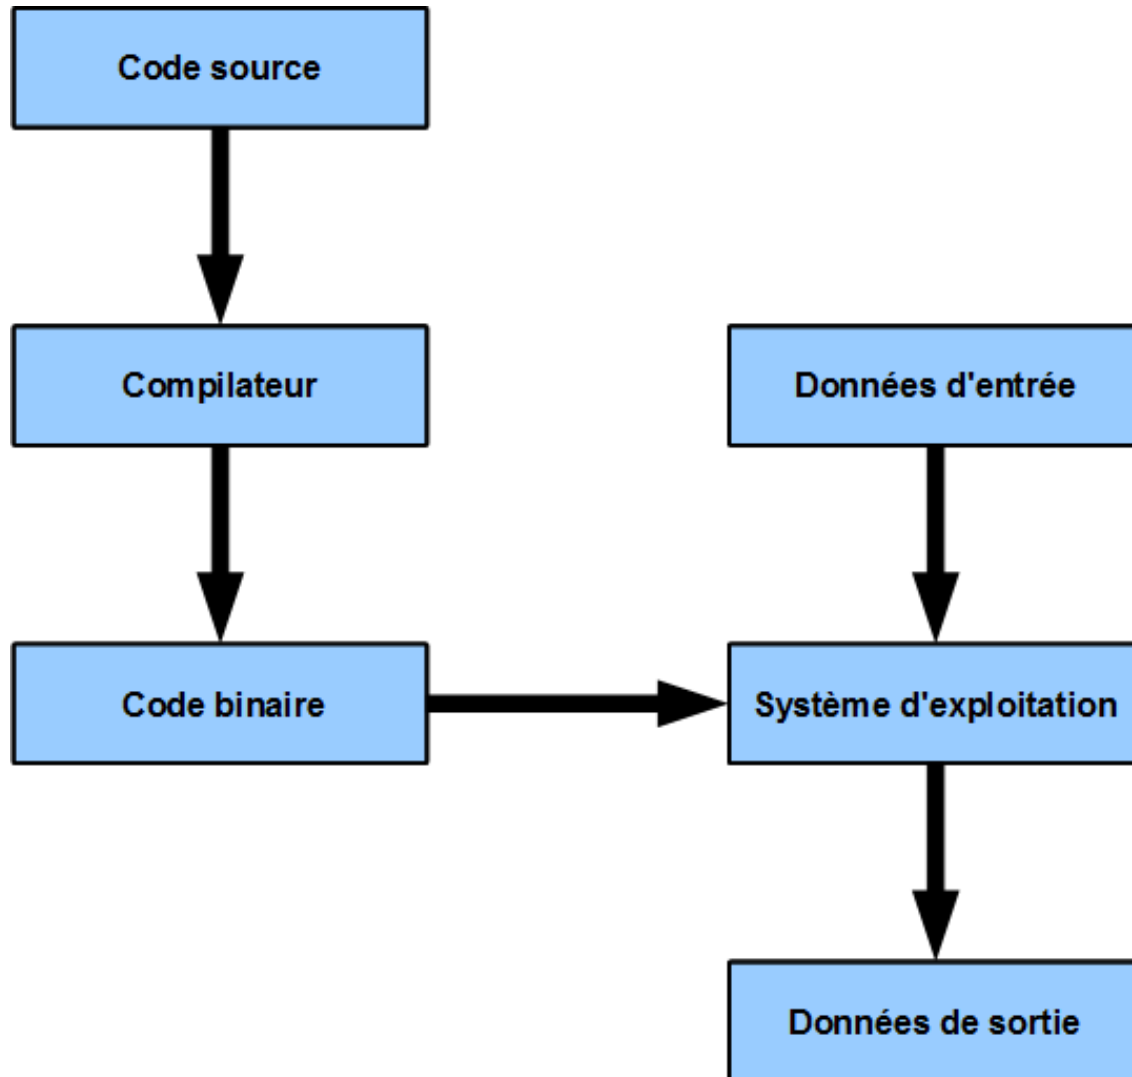 Code source
Compilateur
Données d'entrée
Code binaire
Système d'exploitation
Données de sortie